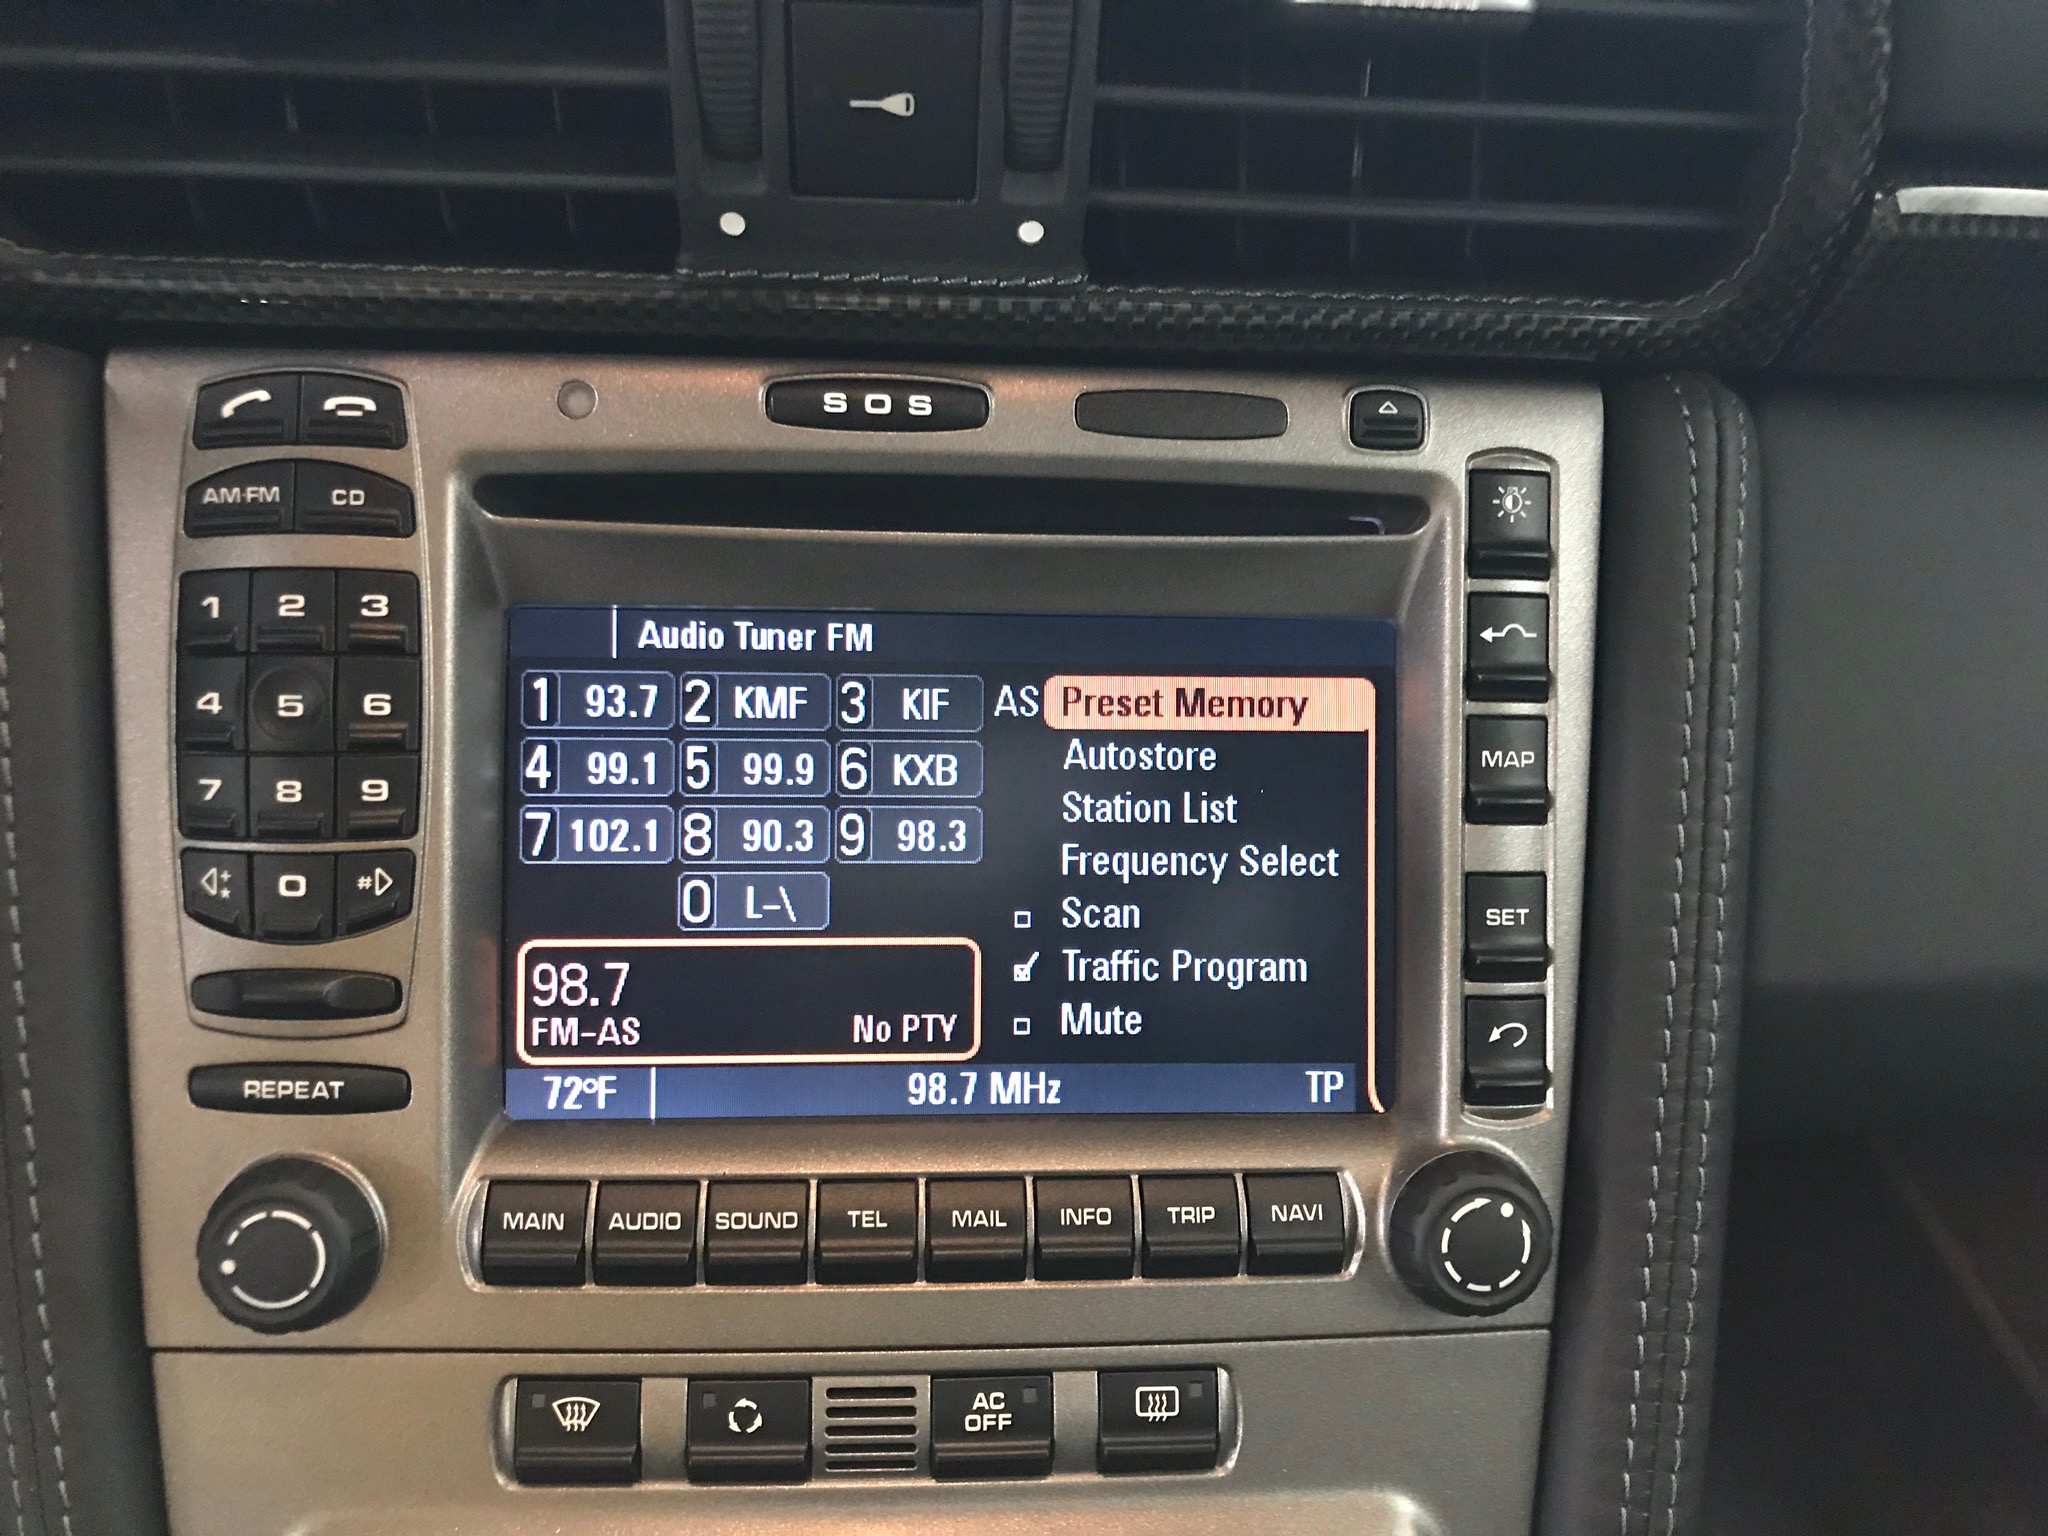 SOS
AM·FM CD
1 2 3
4 5 6
7 8 9
* + 0 #
REPEAT
Audio Tuner FM
1 93.7 2 KMF 3 KIF AS Preset Memory
4 99.1 5 99.9 6 KXB Autostore
7 102.1 8 90.3 9 98.3 Station List
0 L-\ Frequency Select
Scan
98.7 Traffic Program
FM-AS No PTY Mute
72ºF 98.7 MHz TP
MAP
SET
MAIN AUDIO SOUND TEL MAIL INFO TRIP NAVI
AC
OFF